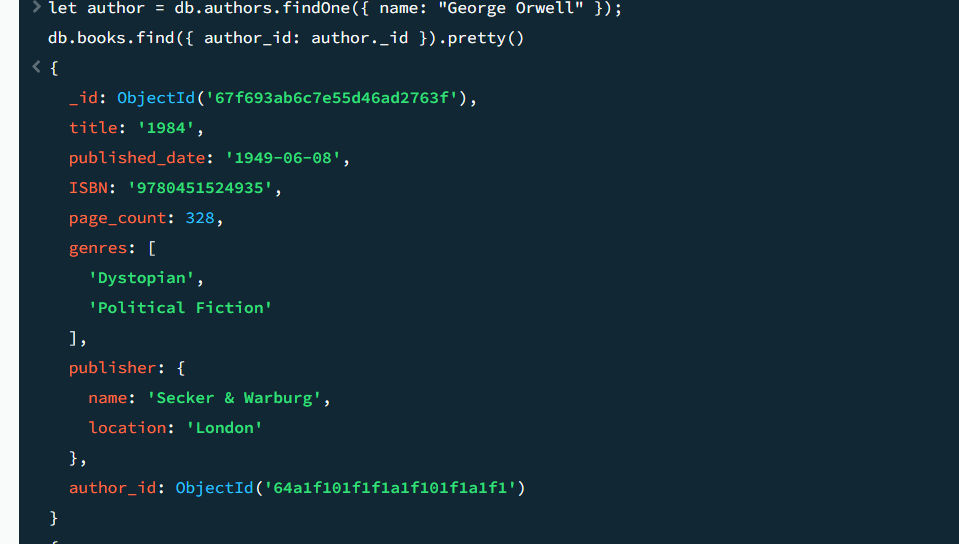 > let author = db.authors.findOne({ name: "George Orwell" });
db.books.find({ author_id: author._id }).pretty()
< {
_id: ObjectId('67f693ab6c7e55d46ad2763f'),
title: '1984',
published_date: '1949-06-08',
ISBN: '9780451524935',
page_count: 328,
genres: [
'Dystopian',
'Political Fiction'
],
publisher: {
name: 'Secker & Warburg',
location: 'London'
},
author_id: ObjectId('64a1f101f1f1a1f101f1a1f1')
}